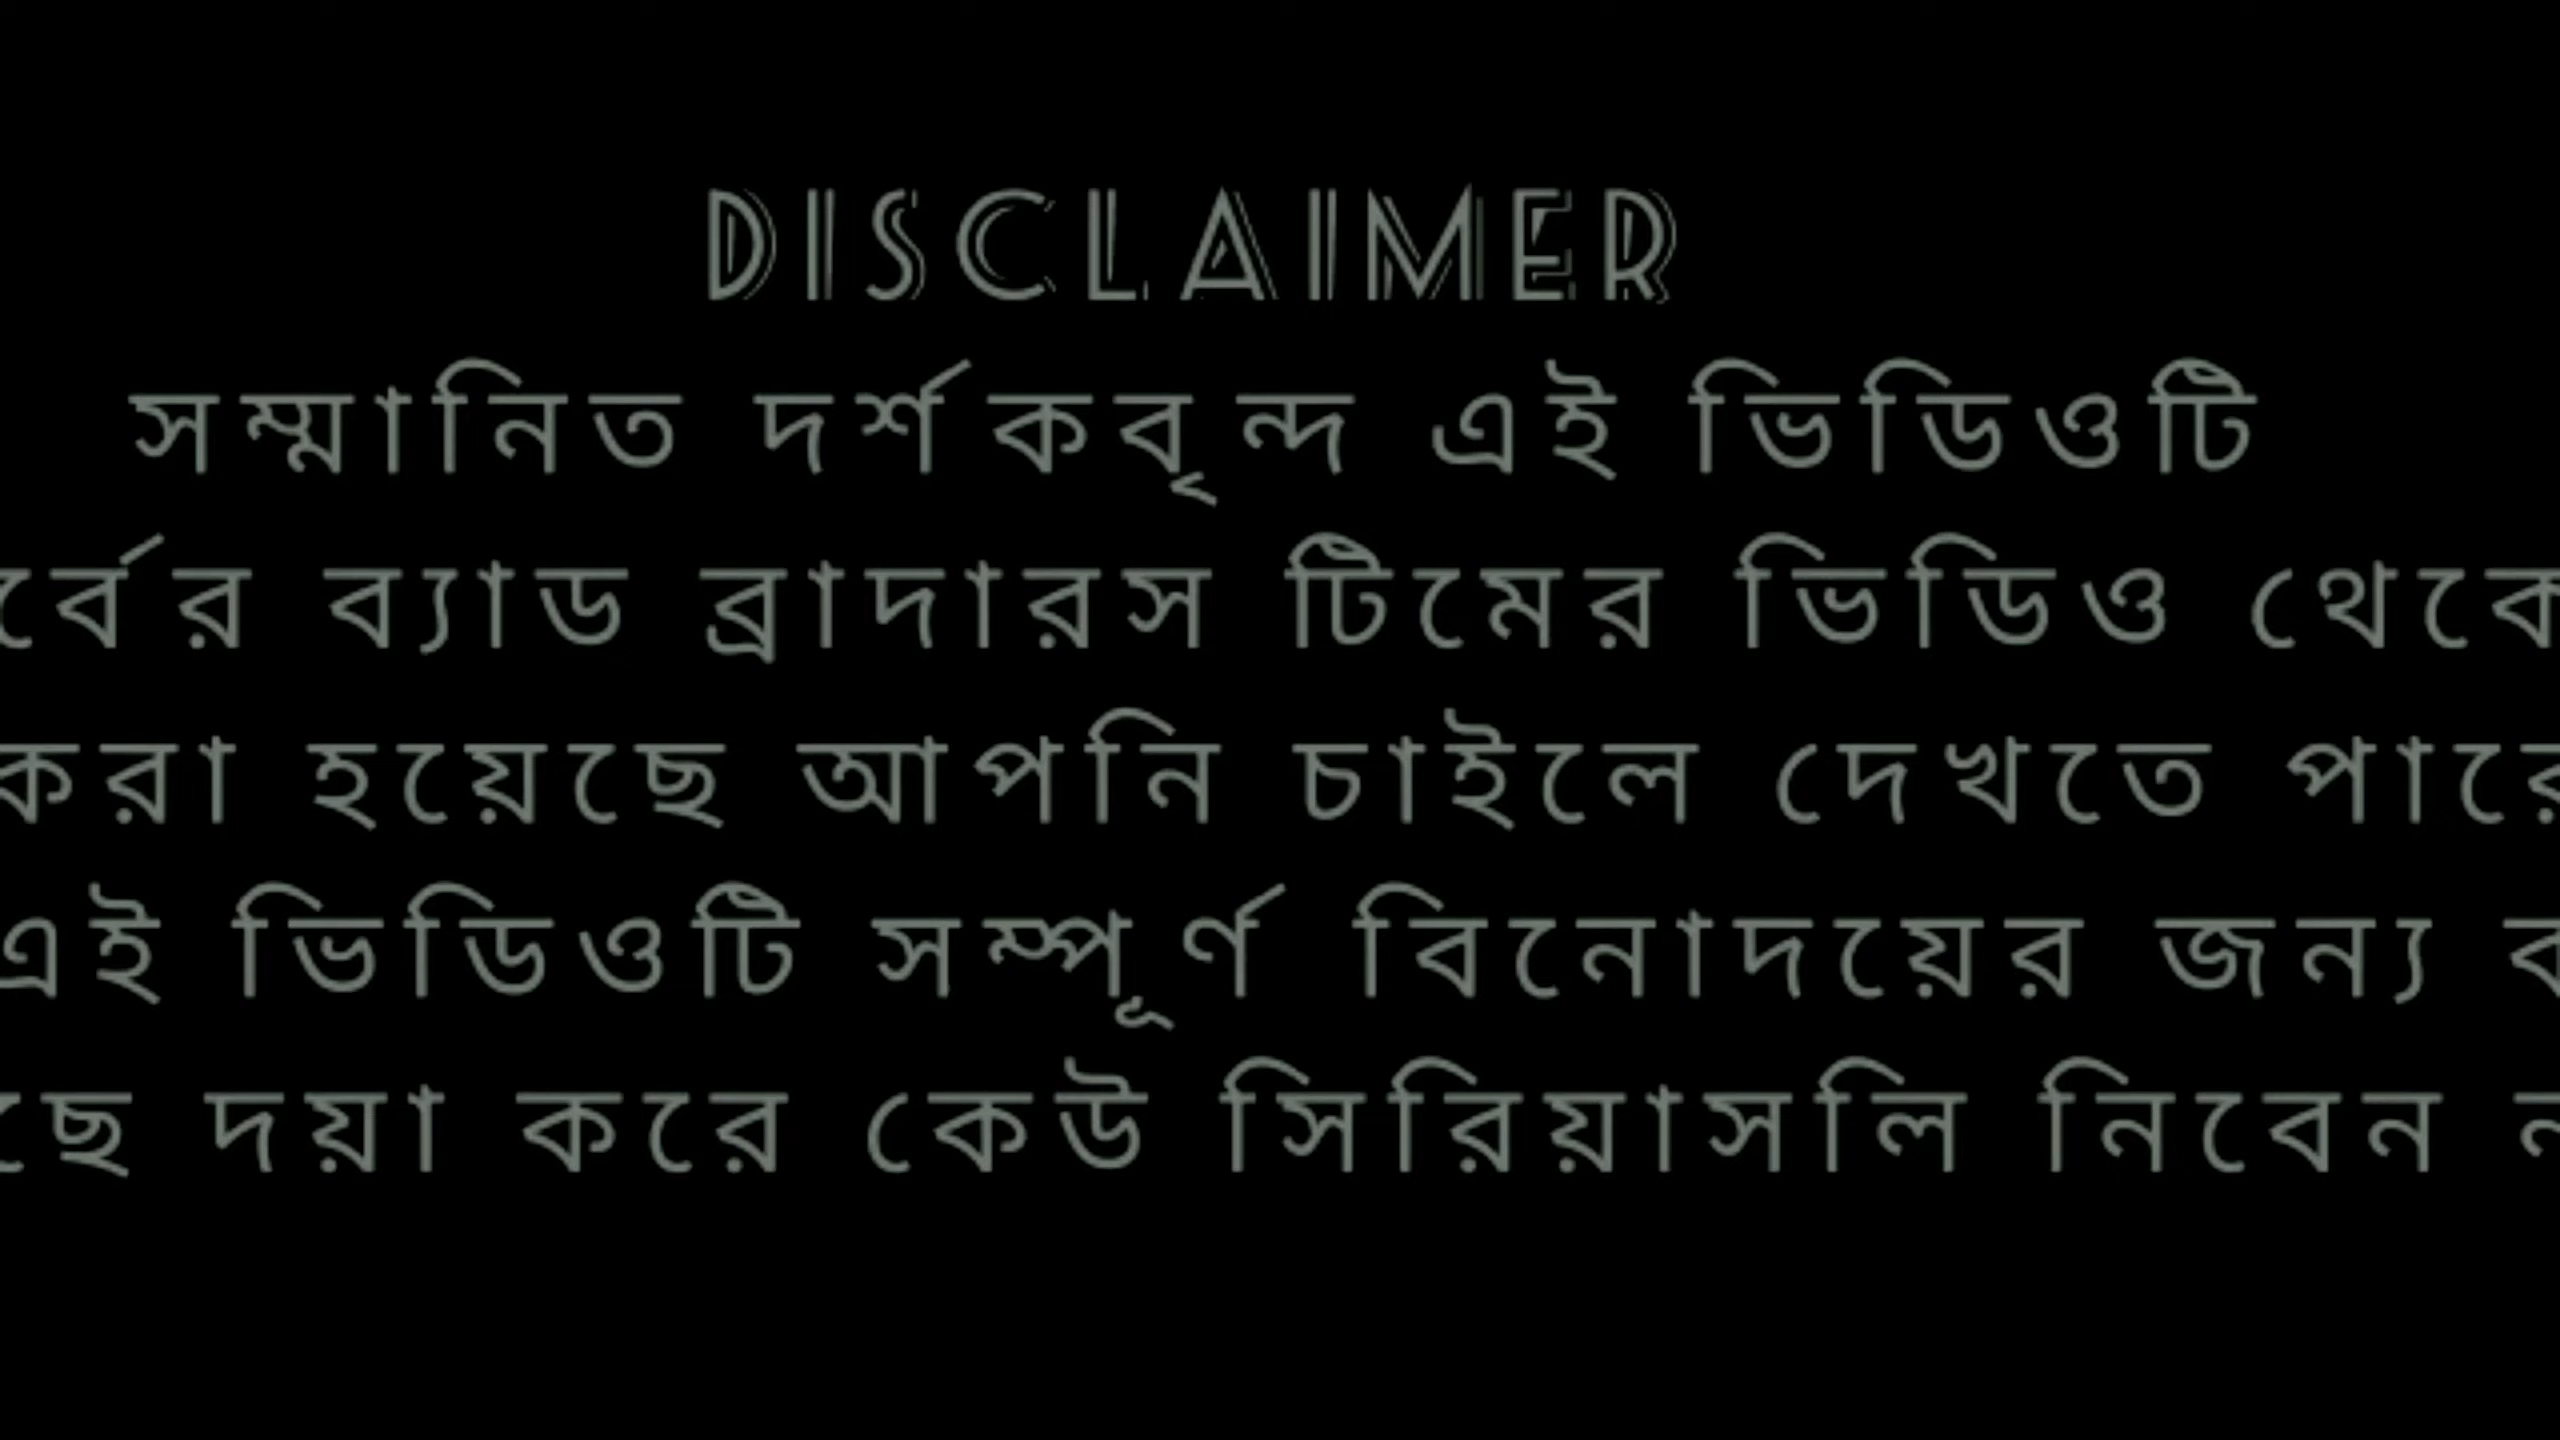 DISCLAIMER
সম্মানিত দর্শকবৃন্দ এই ভিডিওটি
ব্যাড ব্রাদারস টিমের ভিডিও থেকে
করা হয়েছে আপনি চাইলে দেখতে
এই ভিডিওটি সম্পূর্ণ বিনোদয়ের জন্য
দয়া করে কেউ সিরিয়াসলি নিবেন